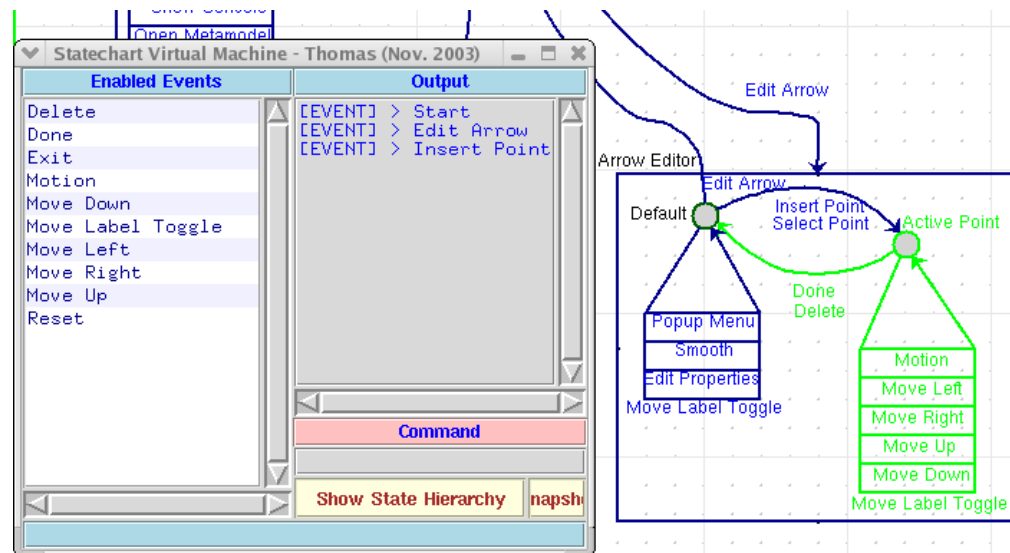 Open Metamodel
Statechart Virtual Machine - Thomas (Nov. 2003)
Enabled Events
Delete
Done
Exit
Motion
Move Down
Move Label Toggle
Move Left
Move Right
Move Up
Reset
Output
[EVENT] > Start
[EVENT] > Edit Arrow
[EVENT] > Insert Point
Command
Show State Hierarchy
napsh
Edit Arrow
Arrow Editor
Edit Arrow
Default
Insert Point
Select Point
Active Point
Done
Delete
Popup Menu
Smooth
Edit Properties
Move Label Toggle
Motion
Move Left
Move Right
Move Up
Move Down
Move Label Toggle